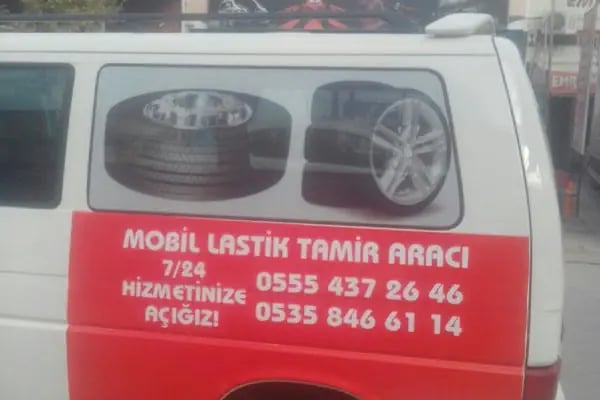 MOBİL LASTİK TAMİR ARACI
7/24
HİZMETİNİZE
AÇIĞIZ!
0555 437 26 46
0535 846 61 14